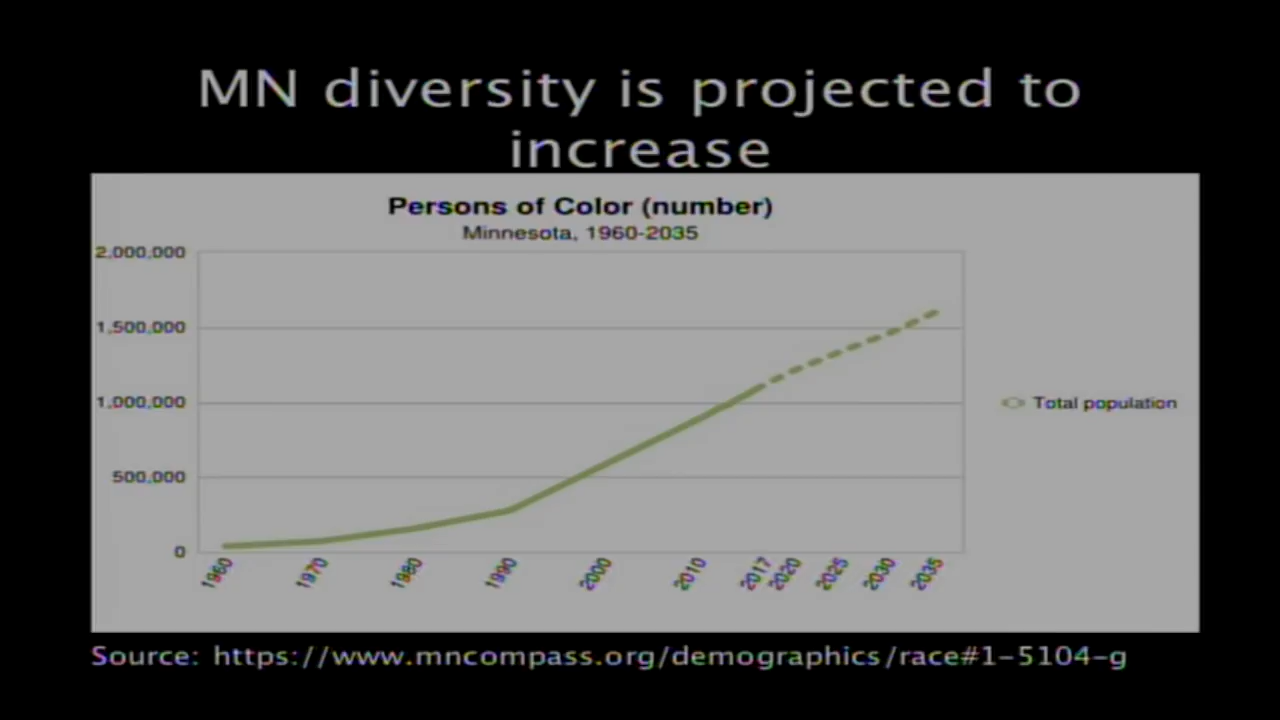 MN diversity is projected to
increase
Persons of Color (number)
Minnesota, 1960-2035
2,000,000
1,500,000
1,000,000
500,000
0
1960 1970 1980 1990 2000 2010 2017 2020 2025 2030 2035
Total population
Source: https://www.mncompass.org/demographics/race#1-5104-g